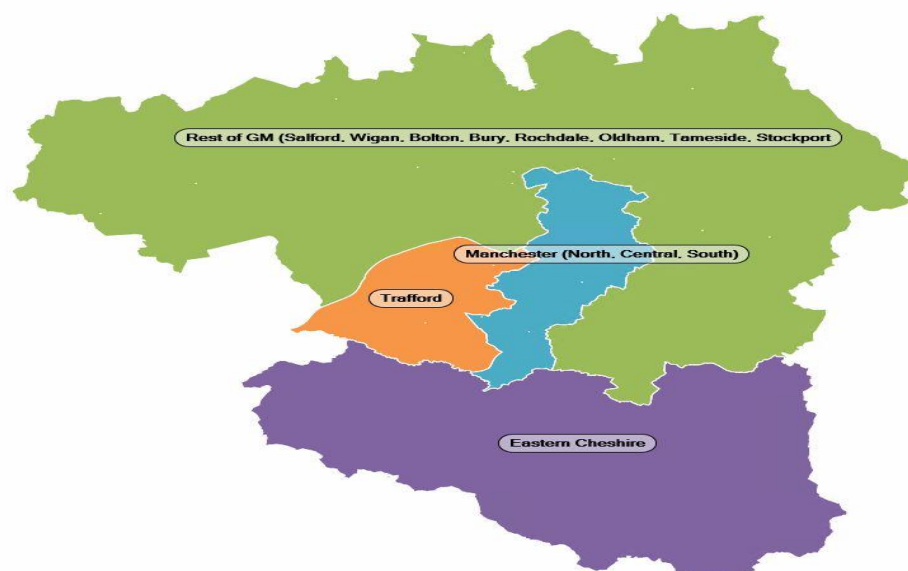 Rest of GM (Salford, Wigan, Bolton, Bury, Rochdale, Oldham, Tameside, Stockport
Manchester (North, Central, South)
Trafford
Eastern Cheshire